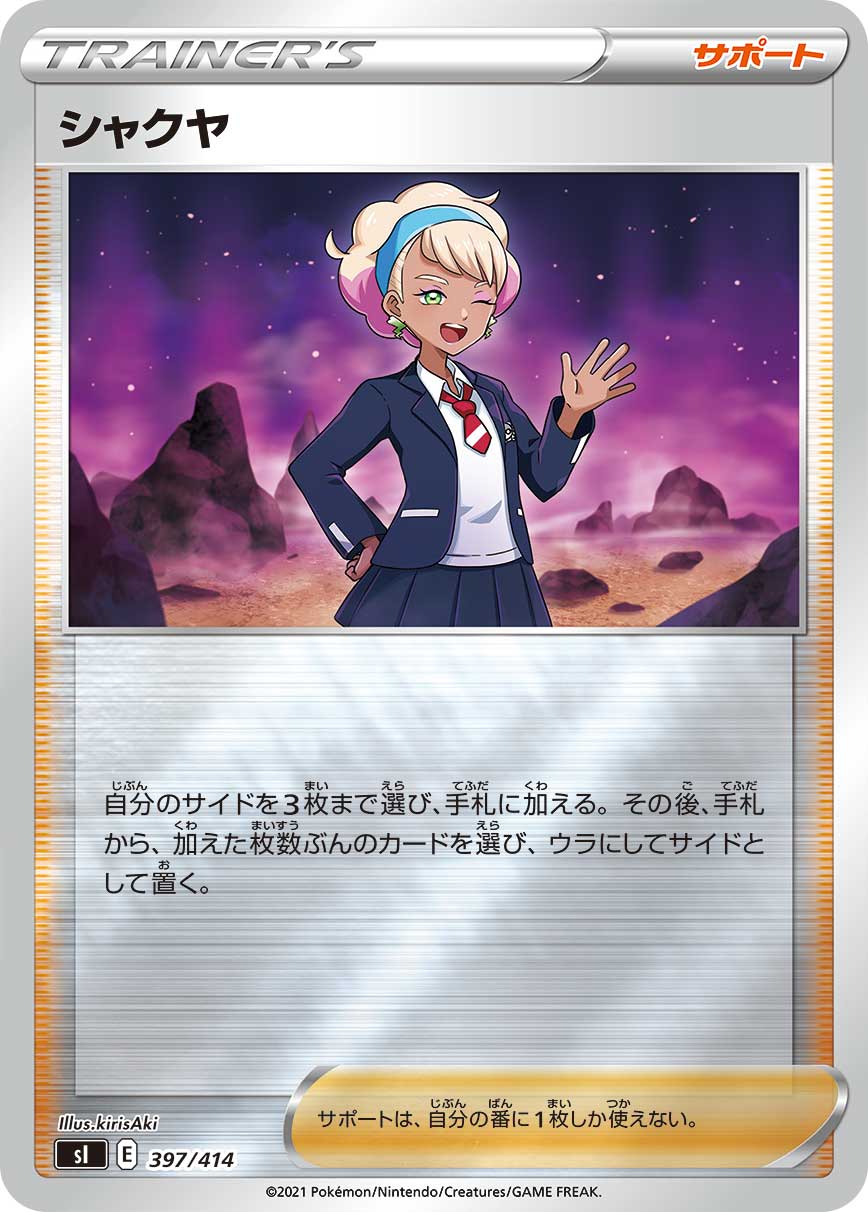 TRAINER'S
サポート
シャクヤ
自分のサイドを3枚まで選び、手札に加える。その後、手札
から、加えた枚数ぶんのカードを選び、ウラにしてサイドと
して置く。
サポートは、自分の番に1枚しか使えない。
Illus.kirisAki
sI E 397/414
©2021 Pokémon/Nintendo/Creatures/GAME FREAK.